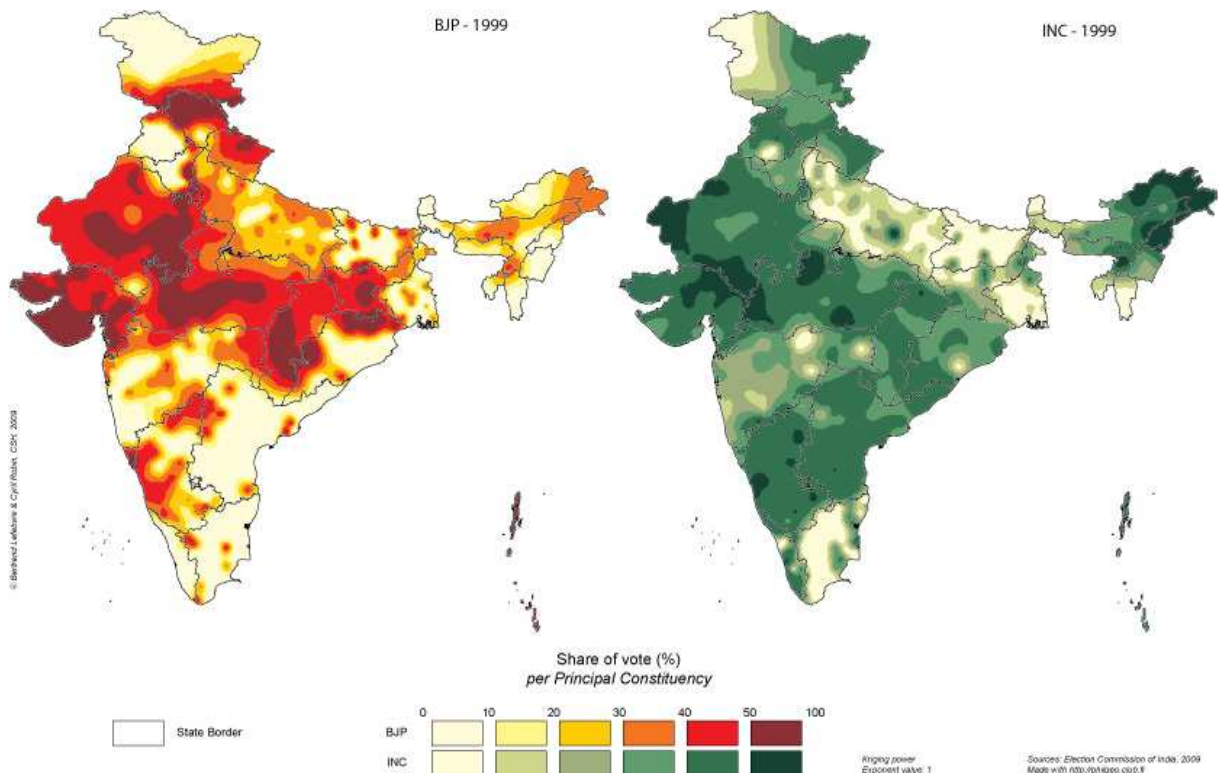 BJP - 1999
INC - 1999
© Bertrand Lefebvre & Cyril Robin, CSH, 2009
Share of vote (%)
per Principal Constituency
0 10 20 30 40 50 100
State Border
BJP
INC
Kriging power
Exponent value: 1
Sources: Election Commission of India, 2009
Made with